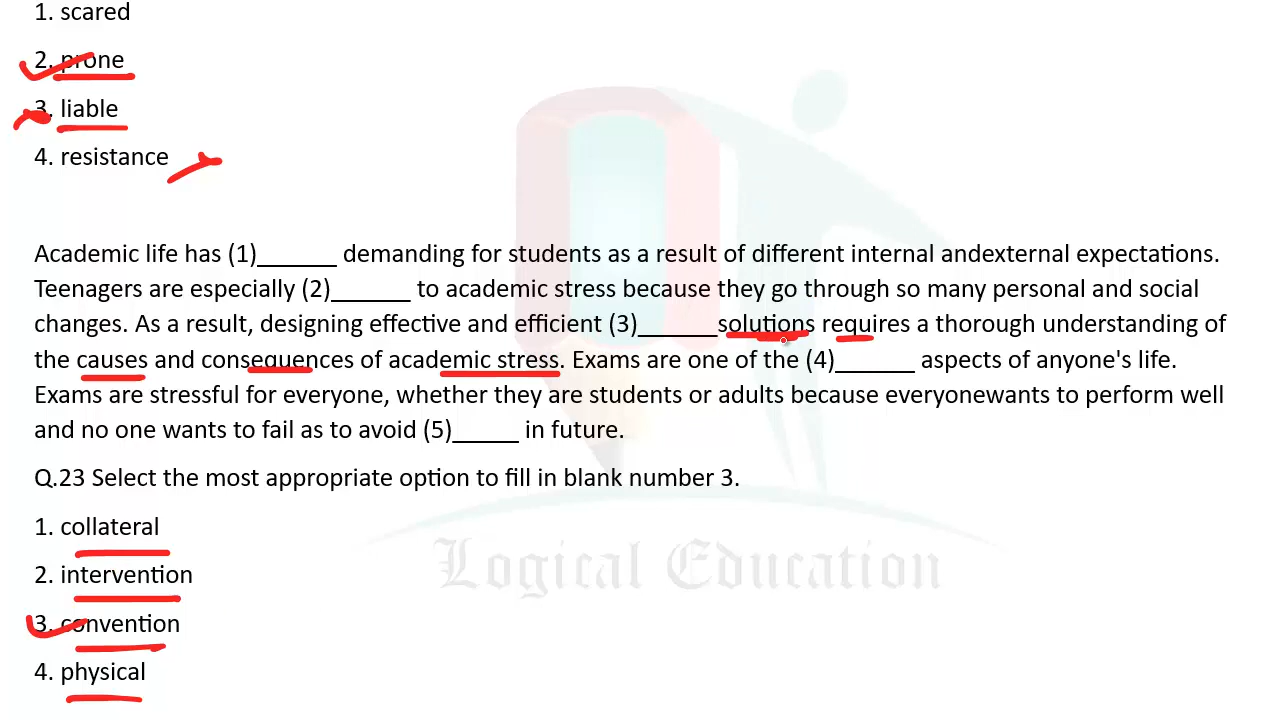 1. scared
2. prone
3. liable
4. resistance
Academic life has (1)______ demanding for students as a result of different internal andexternal expectations.
Teenagers are especially (2)______ to academic stress because they go through so many personal and social
changes. As a result, designing effective and efficient (3)______solutions requires a thorough understanding of
the causes and consequences of academic stress. Exams are one of the (4)______ aspects of anyone's life.
Exams are stressful for everyone, whether they are students or adults because everyonewants to perform well
and no one wants to fail as to avoid (5)_____ in future.
Q.23 Select the most appropriate option to fill in blank number 3.
1. collateral
2. intervention
3. convention
4. physical
Logical Education